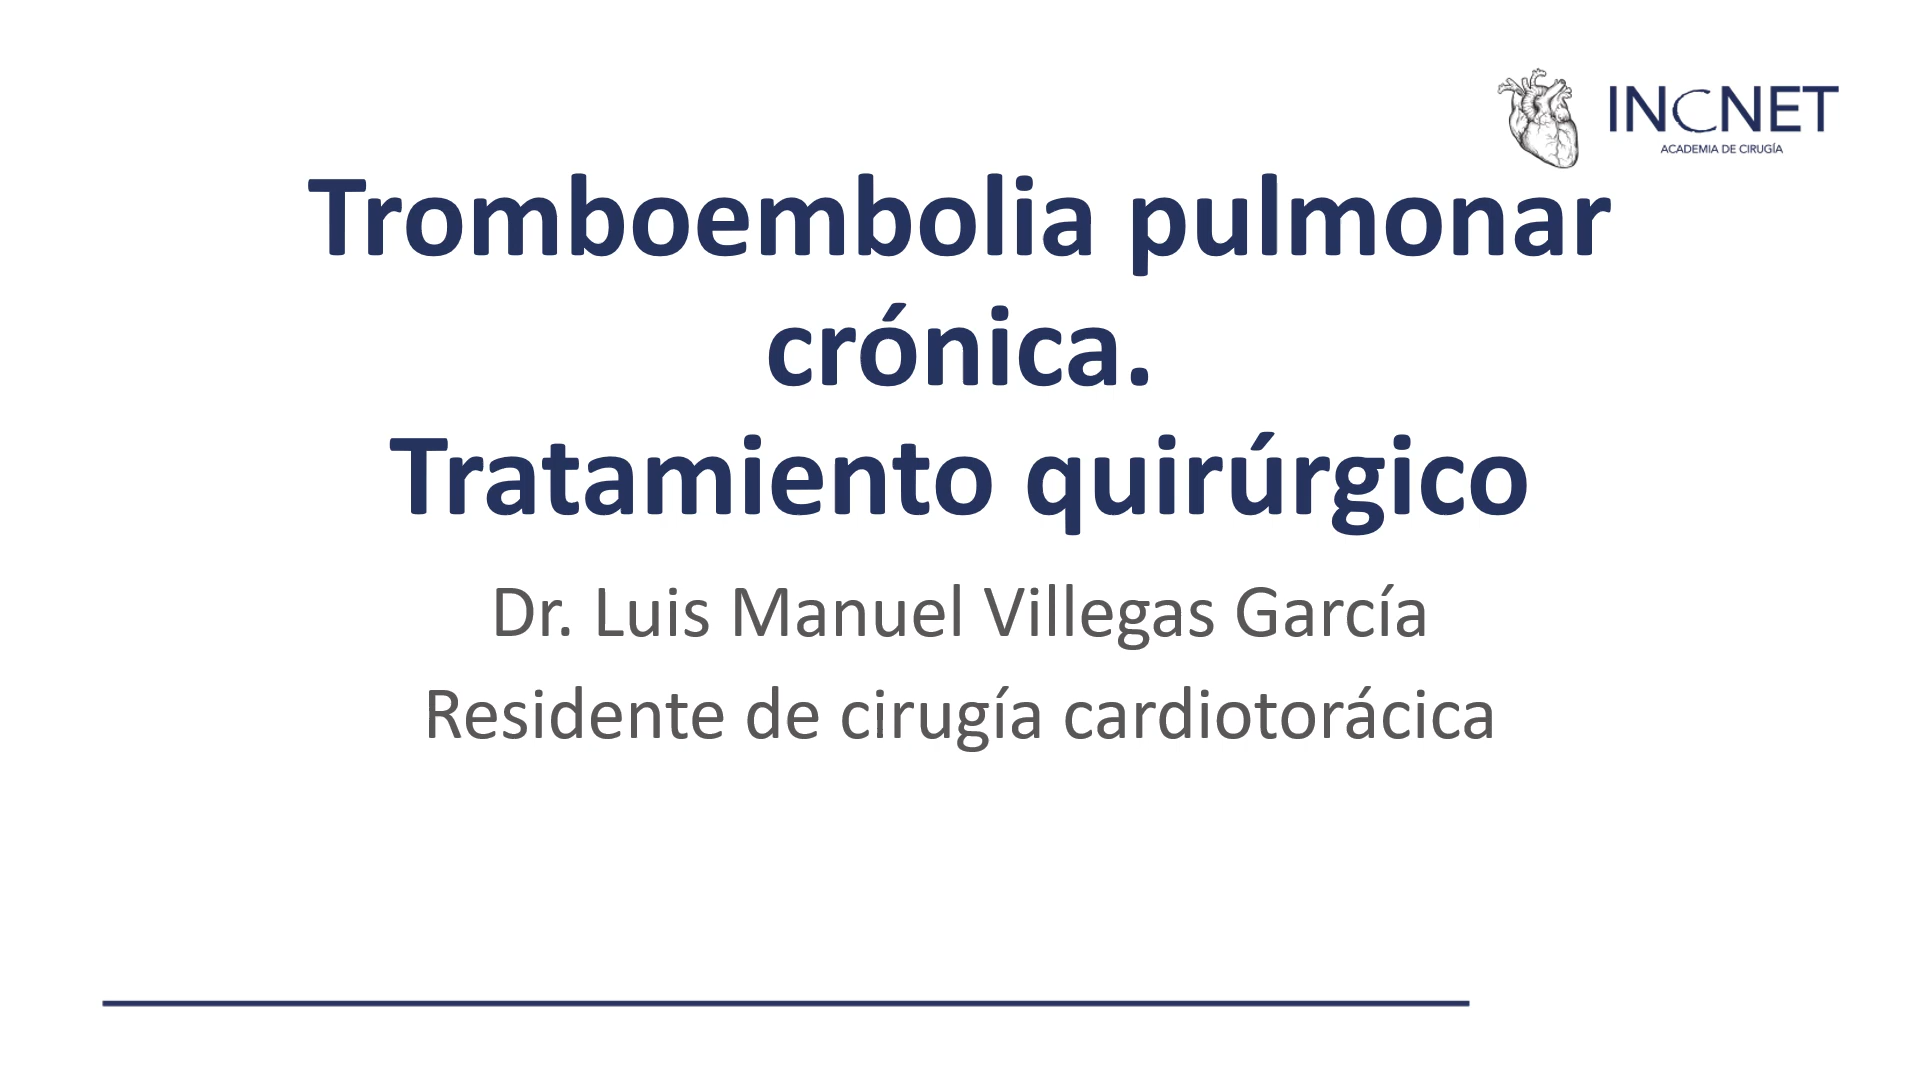 INCNET
ACADEMIA DE CIRUGÍA
Tromboembolia pulmonar
crónica.
Tratamiento quirúrgico
Dr. Luis Manuel Villegas García
Residente de cirugía cardiotorácica